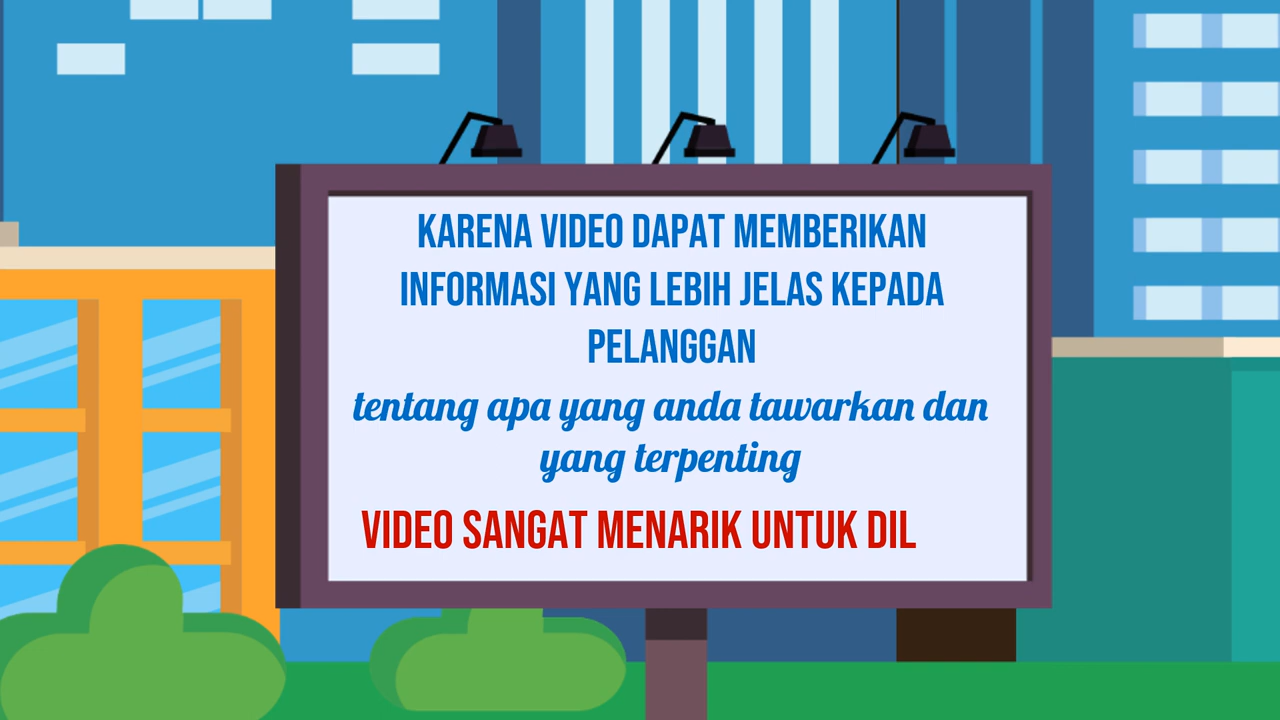 KARENA VIDEO DAPAT MEMBERIKAN
INFORMASI YANG LEBIH JELAS KEPADA
PELANGGAN
tentang apa yang anda tawarkan dan
yang terpenting
VIDEO SANGAT MENARIK UNTUK DIL